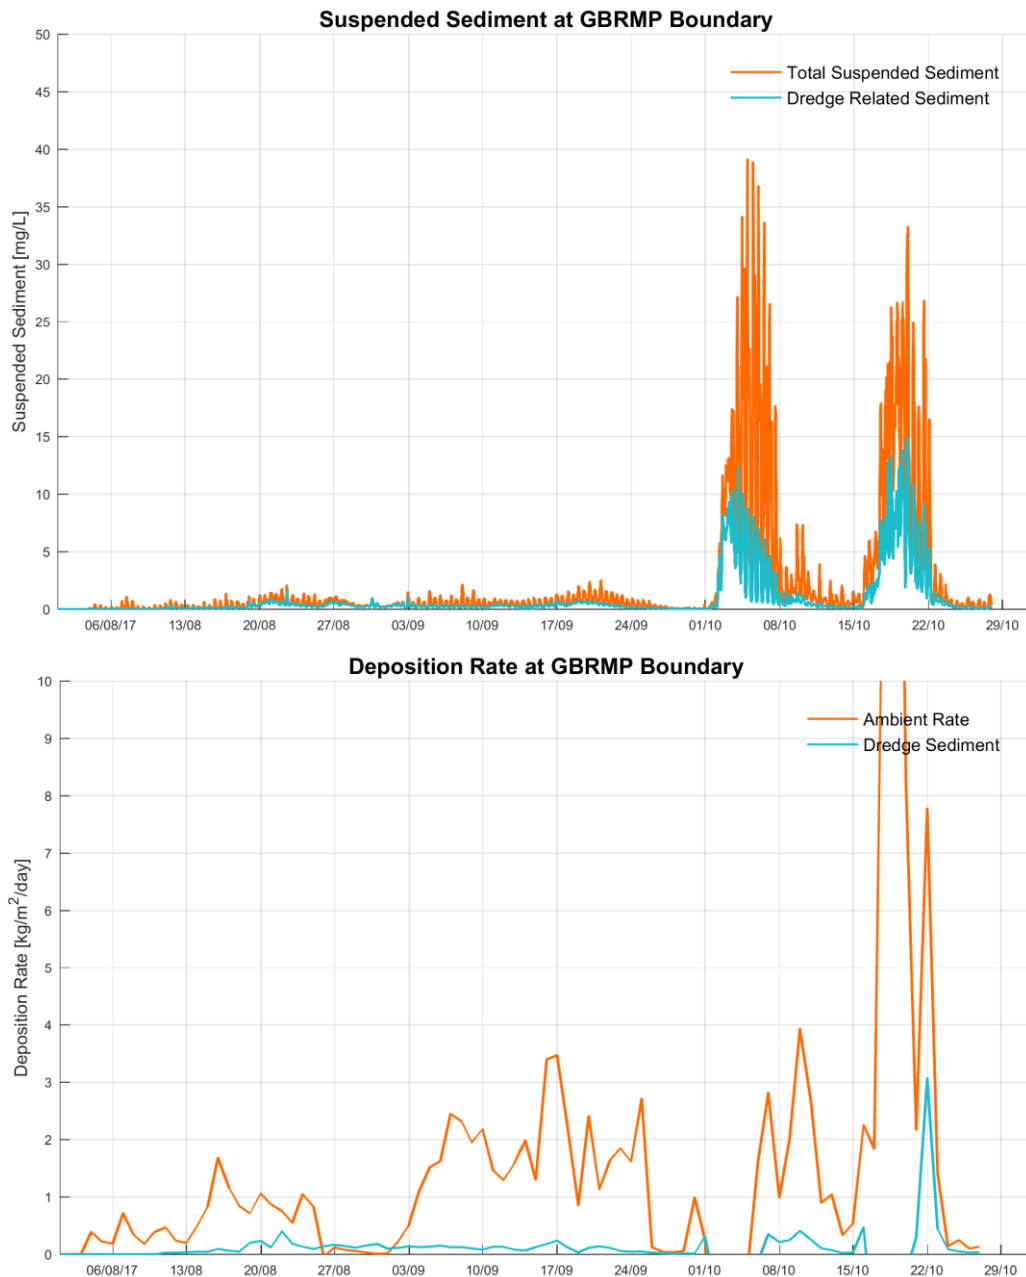 Suspended Sediment at GBRMP Boundary
50
45
40
35
30
25
20
15
10
5
0
Suspended Sediment [mg/L]
Total Suspended Sediment
Dredge Related Sediment
06/08/17 13/08 20/08 27/08 03/09 10/09 17/09 24/09 01/10 08/10 15/10 22/10 29/10
Deposition Rate at GBRMP Boundary
10
9
8
7
6
5
4
3
2
1
0
Deposition Rate [kg/m²/day]
Ambient Rate
Dredge Sediment
06/08/17 13/08 20/08 27/08 03/09 10/09 17/09 24/09 01/10 08/10 15/10 22/10 29/10